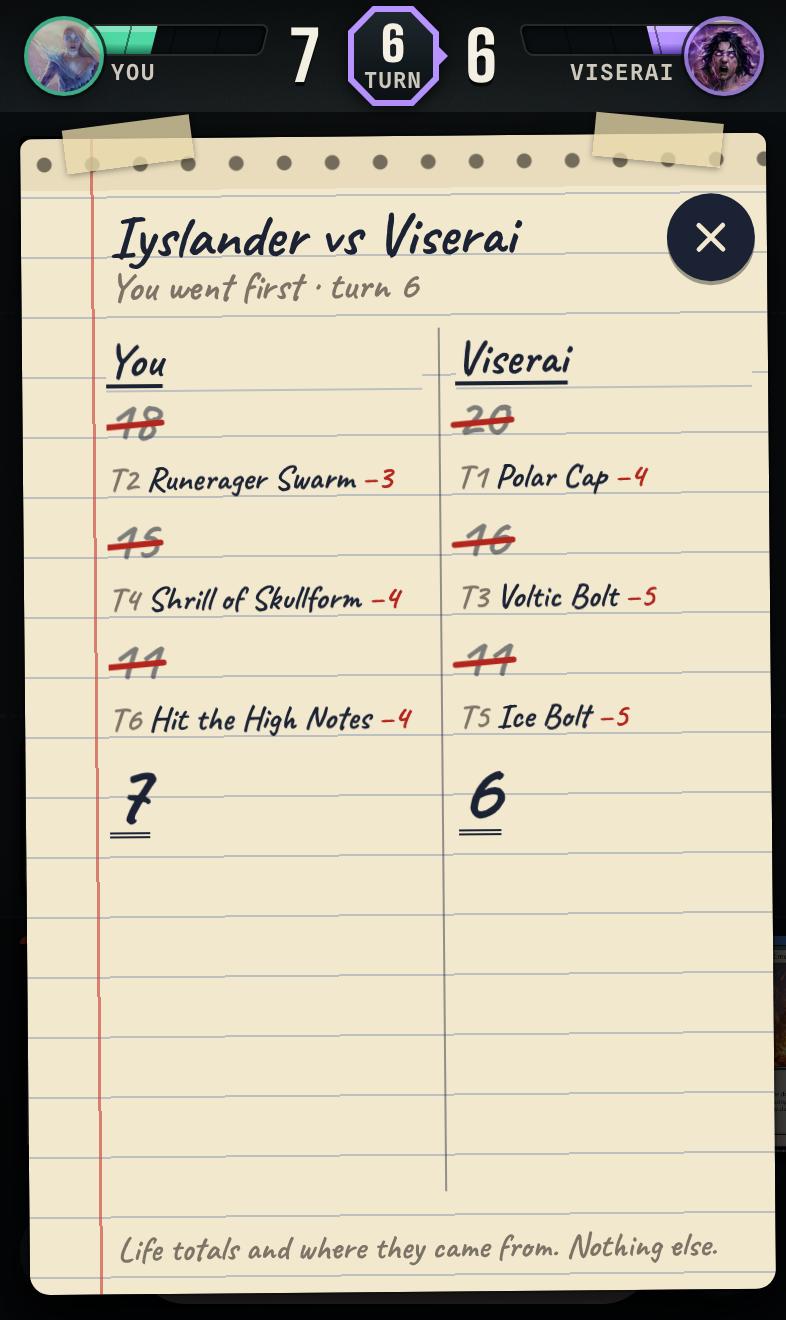 YOU
7
6
TURN
6
VISERAI
Iyslander vs Viserai
You went first · turn 6
You
18
T2 Runerager Swarm –3
15
T4 Shrill of Skullform –4
11
T6 Hit the High Notes –4
7
Viserai
20
T1 Polar Cap –4
16
T3 Voltic Bolt –5
11
T5 Ice Bolt –5
6
Life totals and where they came from. Nothing else.